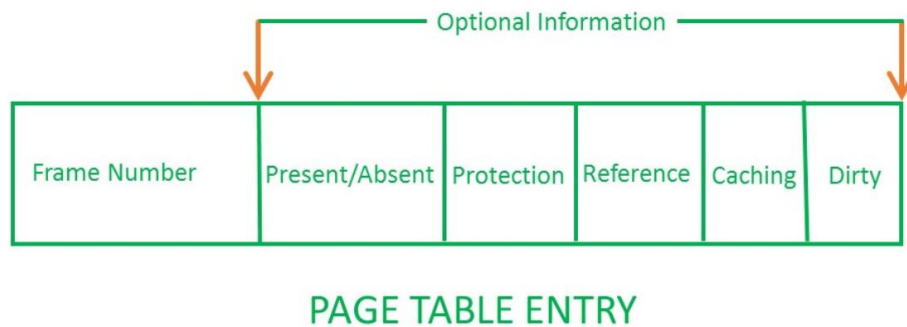 Optional Information
Frame Number Present/Absent Protection Reference Caching Dirty
PAGE TABLE ENTRY